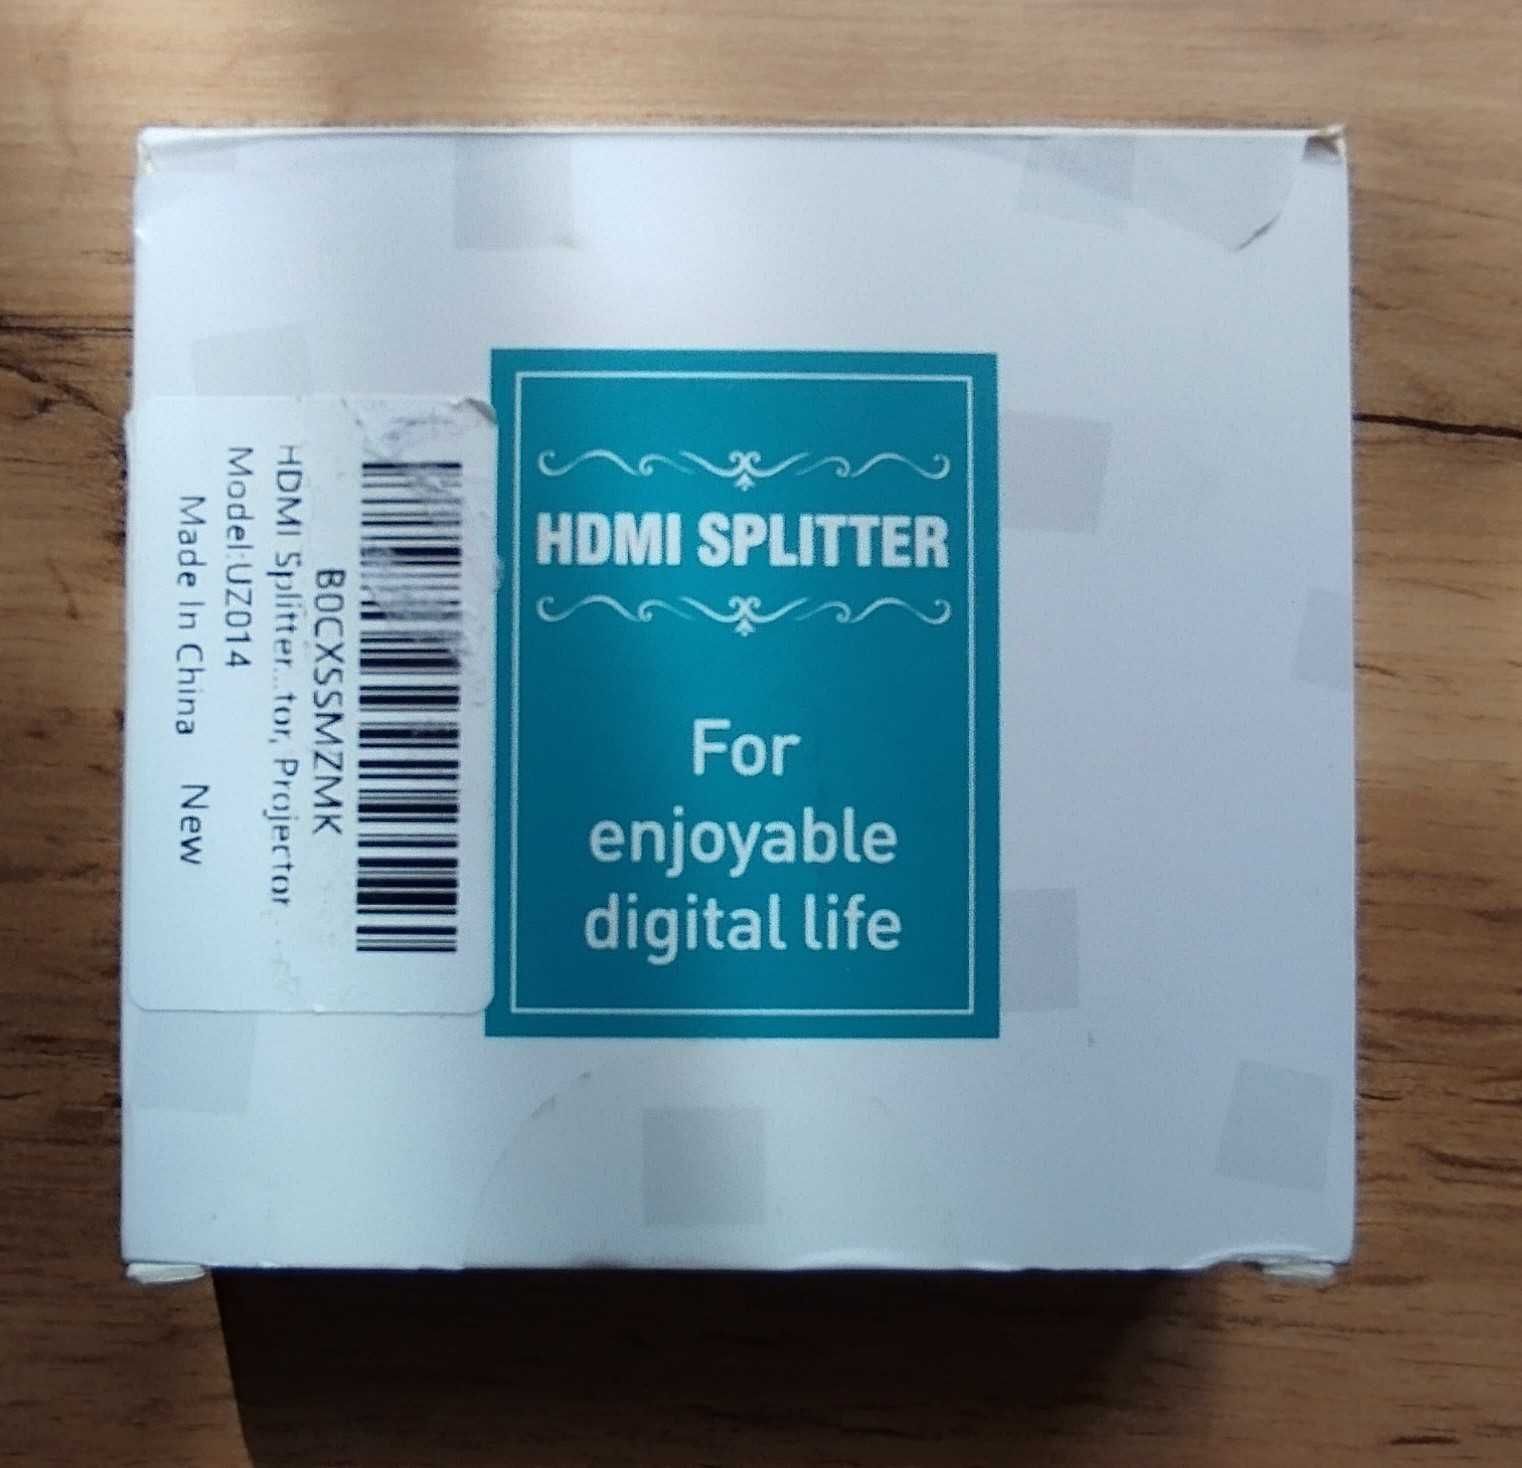 HDMI SPLITTER
For
enjoyable
digital life
B0CXSSMZMK
HDMI Splitter...tor, Projector
Model:UZ014
Made In China New